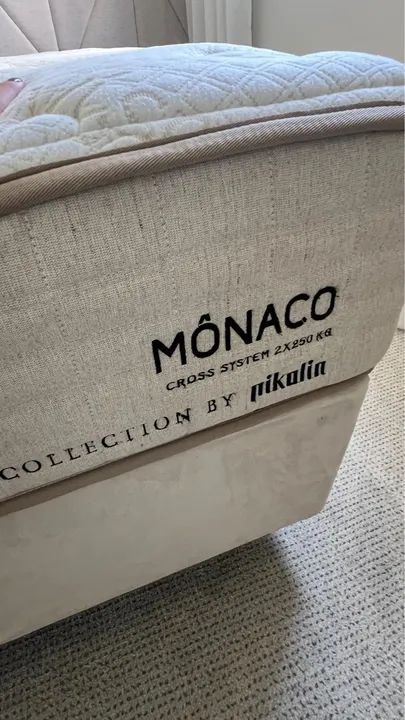 MÔNACO
CROSS SYSTEM 2X250 KG
COLLECTION BY pikolin